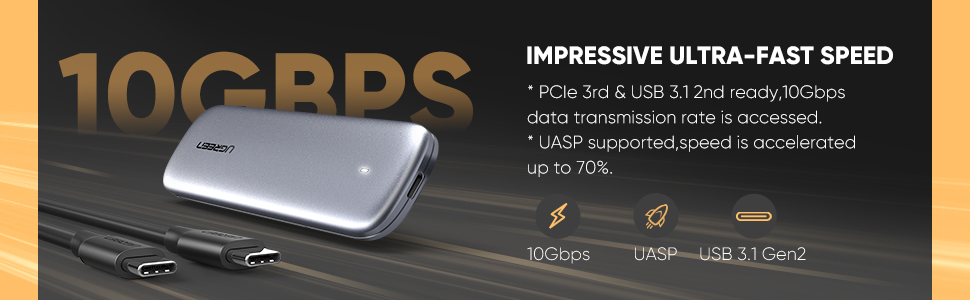 10GBPS
UGREEN
IMPRESSIVE ULTRA-FAST SPEED
* PCIe 3rd & USB 3.1 2nd ready,10Gbps
data transmission rate is accessed.
* UASP supported,speed is accelerated
up to 70%.
10Gbps
UASP
USB 3.1 Gen2